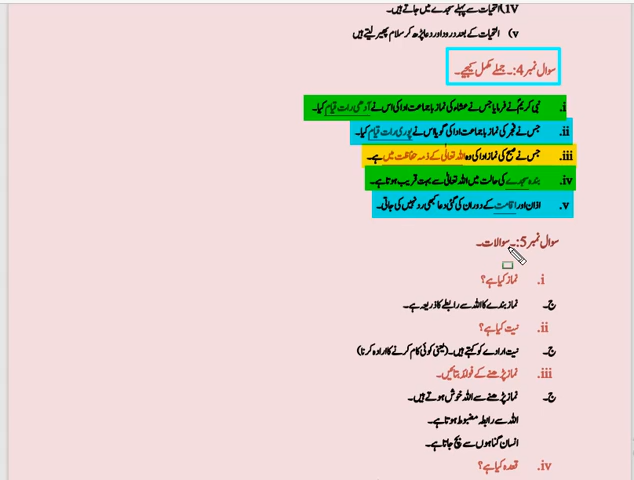 iv) التحیات سے پہلے سجدے میں جاتے ہیں۔
v) التحیات کے بعد درود اور دعا پڑھ کر سلام پھیر لیتے ہیں
سوال نمبر 4:۔ جملے مکمل کیجیے۔
i. نبی کریمؐ نے فرمایا جس نے عشاء کی نماز با جماعت ادا کی اس نے آدھی رات قیام کیا۔
ii. جس نے فجر کی نماز با جماعت ادا کی گویا اس نے پوری رات قیام کیا۔
iii. جس نے صبح کی نماز ادا کی وہ اللہ تعالٰی کے ذمہ حفاظت میں ہے۔
iv. بندہ سجدے کی حالت میں اللہ تعالٰی سے بہت قریب ہوتا ہے۔
v. اذان اور اقامت کے دوران کی گئی دعا کبھی رد نہیں کی جاتی۔
سوال نمبر 5:۔ سوالات۔
i. نماز کیا ہے؟
ج۔ نماز بندے کا اللہ سے رابطے کا ذریعہ ہے۔
ii. نیت کیا ہے؟
ج۔ نیت ارادے کو کہتے ہیں۔ (یعنی کوئی کام کرنے کا ارادہ کرنا)
iii. نماز پڑھنے کے فوائد بتائیں۔
ج۔ نماز پڑھنے سے اللہ خوش ہوتے ہیں۔
اللہ سے رابطہ مضبوط ہوتا ہے۔
انسان گناہوں سے بچ جاتا ہے۔
iv. قعدہ کیا ہے؟